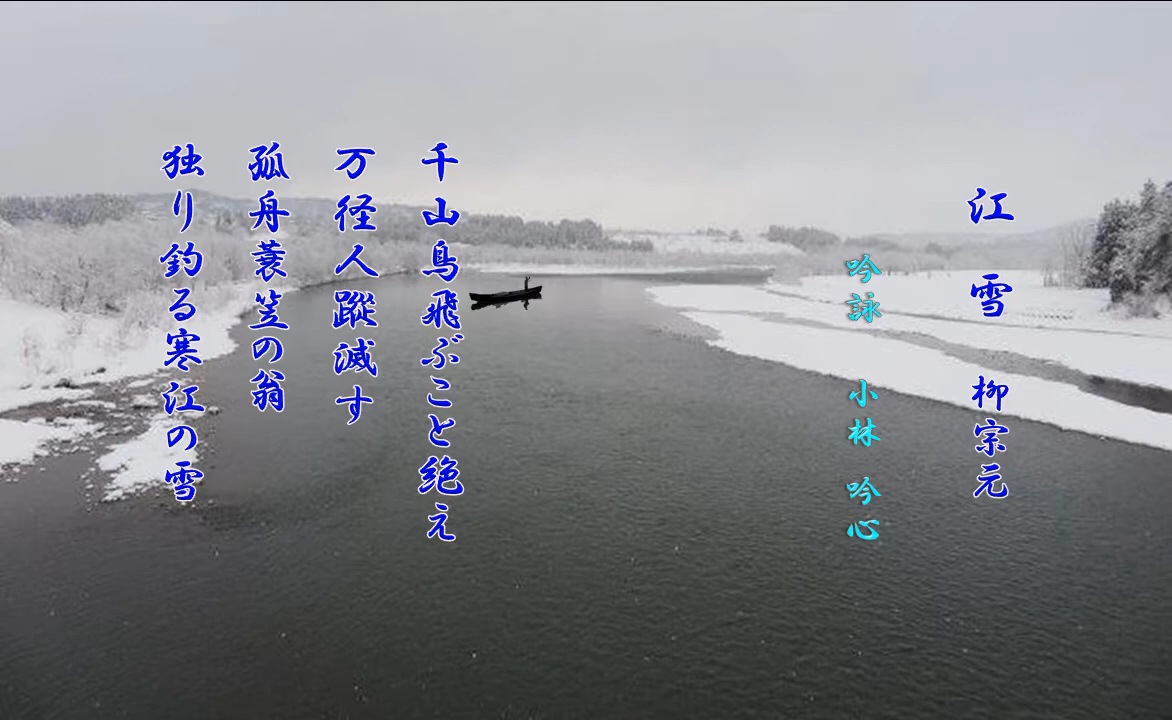 江雪 柳宗元
吟詠 小林 吟心
千山鳥飛ぶこと絶え
万径人蹤滅す
孤舟蓑笠の翁
独り釣る寒江の雪